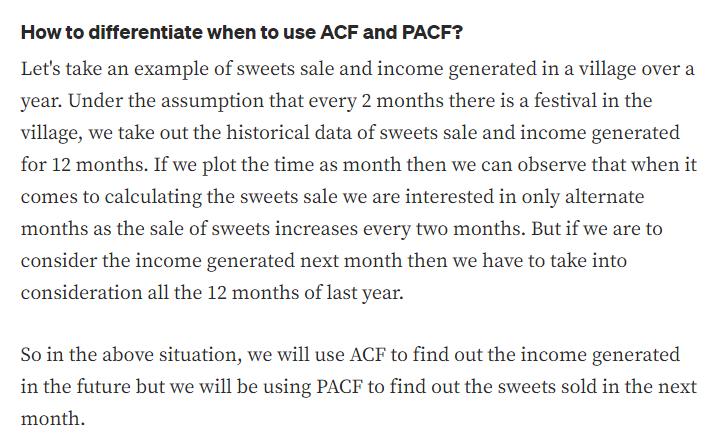 How to differentiate when to use ACF and PACF?
Let's take an example of sweets sale and income generated in a village over a
year. Under the assumption that every 2 months there is a festival in the
village, we take out the historical data of sweets sale and income generated
for 12 months. If we plot the time as month then we can observe that when it
comes to calculating the sweets sale we are interested in only alternate
months as the sale of sweets increases every two months. But if we are to
consider the income generated next month then we have to take into
consideration all the 12 months of last year.
So in the above situation, we will use ACF to find out the income generated
in the future but we will be using PACF to find out the sweets sold in the next
month.